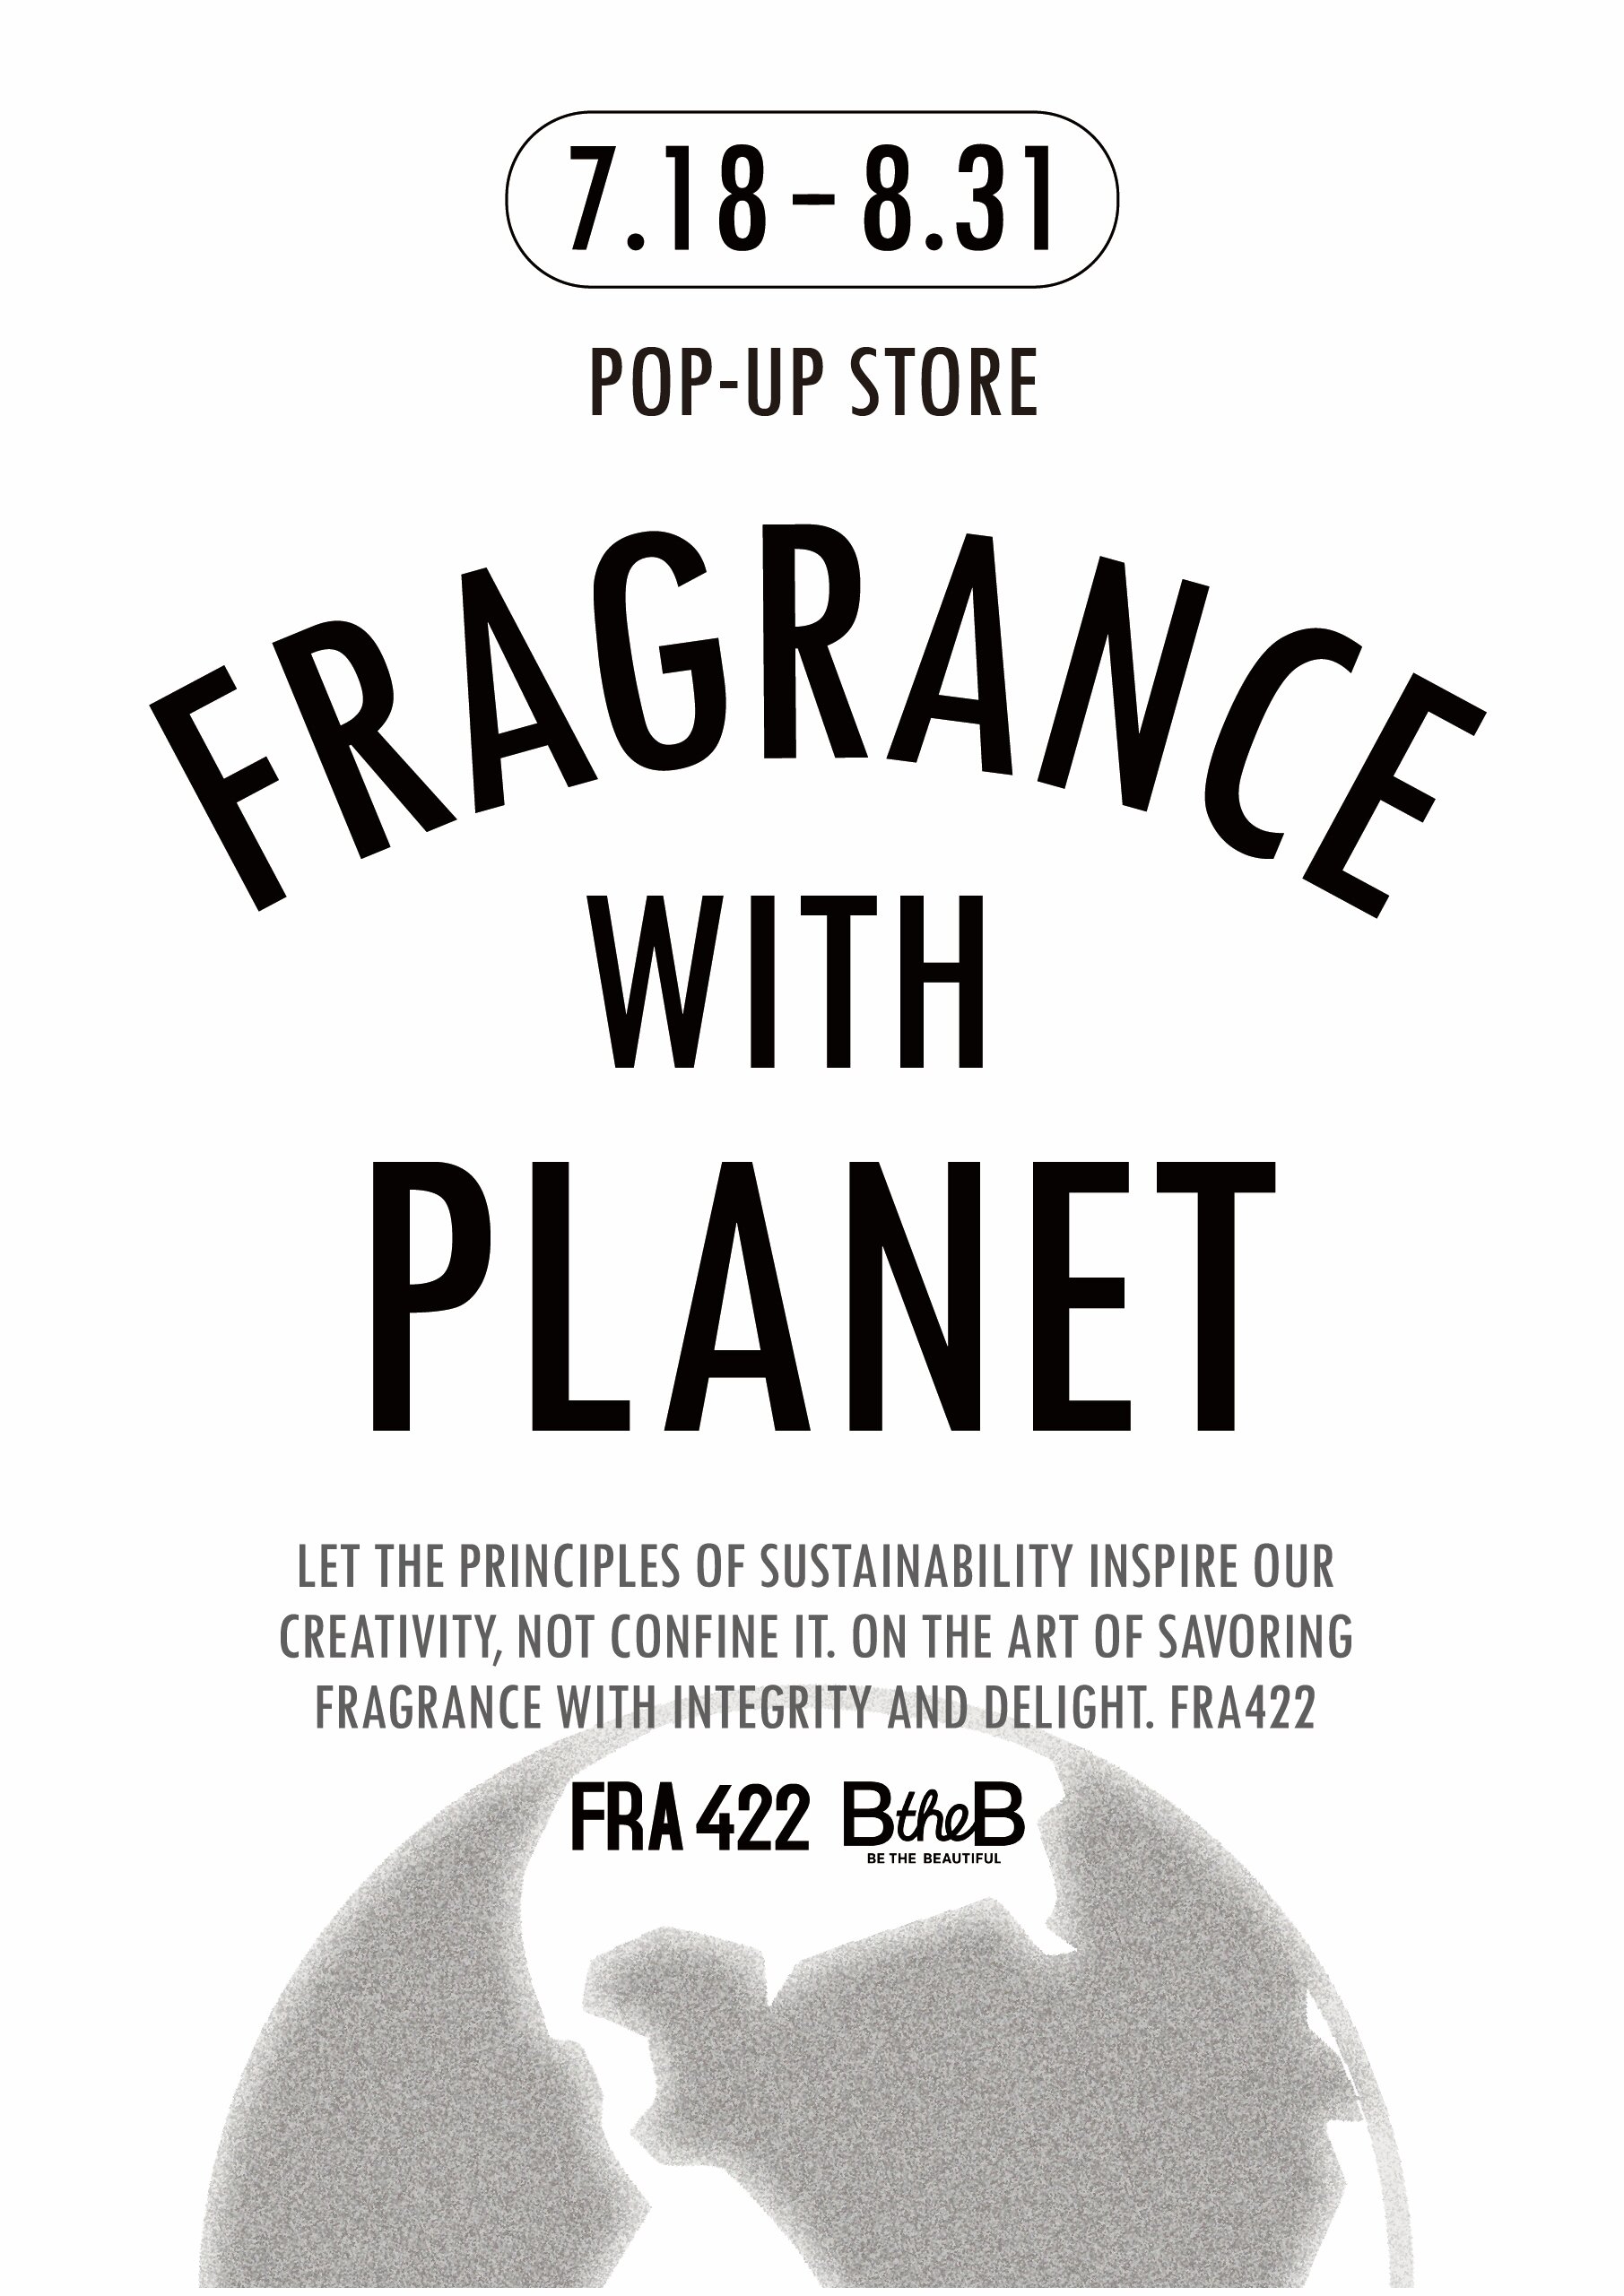 7.18-8.31
POP-UP STORE
FRAGRANCE
WITH
PLANET
LET THE PRINCIPLES OF SUSTAINABILITY INSPIRE OUR
CREATIVITY, NOT CONFINE IT. ON THE ART OF SAVORING
FRAGRANCE WITH INTEGRITY AND DELIGHT. FRA422
FRA 422 BtheB
BE THE BEAUTIFUL